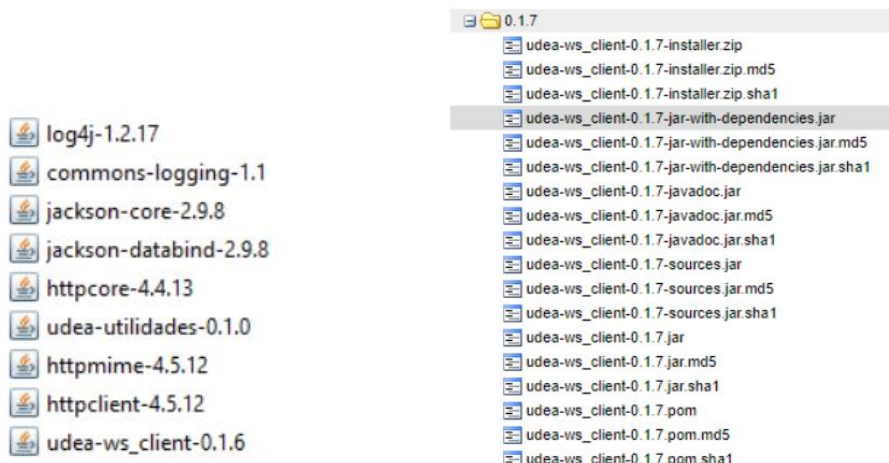 log4j-1.2.17
commons-logging-1.1
jackson-core-2.9.8
jackson-databind-2.9.8
httpcore-4.4.13
udea-utilidades-0.1.0
httpmime-4.5.12
httpclient-4.5.12
udea-ws_client-0.1.6
0.1.7
udea-ws_client-0.1.7-installer.zip
udea-ws_client-0.1.7-installer.zip.md5
udea-ws_client-0.1.7-installer.zip.sha1
udea-ws_client-0.1.7-jar-with-dependencies.jar
udea-ws_client-0.1.7-jar-with-dependencies.jar.md5
udea-ws_client-0.1.7-jar-with-dependencies.jar.sha1
udea-ws_client-0.1.7-javadoc.jar
udea-ws_client-0.1.7-javadoc.jar.md5
udea-ws_client-0.1.7-javadoc.jar.sha1
udea-ws_client-0.1.7-sources.jar
udea-ws_client-0.1.7-sources.jar.md5
udea-ws_client-0.1.7-sources.jar.sha1
udea-ws_client-0.1.7.jar
udea-ws_client-0.1.7.jar.md5
udea-ws_client-0.1.7.jar.sha1
udea-ws_client-0.1.7.pom
udea-ws_client-0.1.7.pom.md5
udea-ws_client-0.1.7.pom.sha1